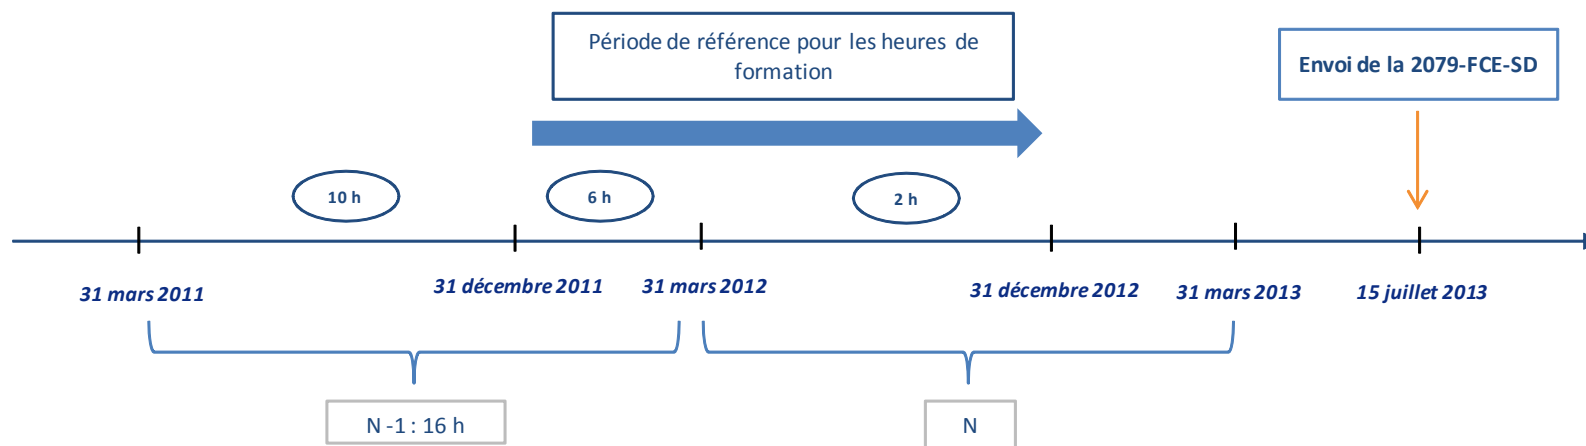 Période de référence pour les heures de
formation
Envoi de la 2079-FCE-SD
10 h
6 h
2 h
31 mars 2011
31 décembre 2011
31 mars 2012
31 décembre 2012
31 mars 2013
15 juillet 2013
N -1 : 16 h
N